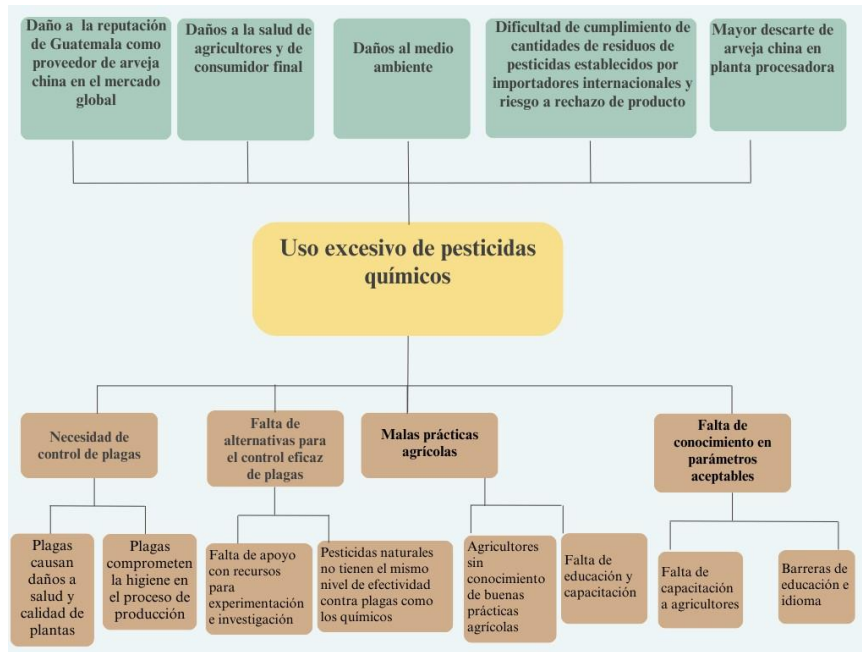 Daño a la reputación
de Guatemala como
proveedor de arveja
china en el mercado
global
Daños a la salud de
agricultores y de
consumidor final
Daños al medio
ambiente
Dificultad de cumplimiento de
cantidades de residuos de
pesticidas establecidos por
importadores internacionales y
riesgo a rechazo de producto
Mayor descarte de
arveja china en
planta procesadora
Uso excesivo de pesticidas
químicos
Necesidad de
control de plagas
Falta de
alternativas para
el control eficaz
de plagas
Malas prácticas
agrícolas
Falta de
conocimiento en
parámetros
aceptables
Plagas
causan
daños a
salud y
calidad de
plantas
Plagas
comprometen
la higiene en
el proceso de
producción
Falta de apoyo
con recursos
para
experimentación
e investigación
Pesticidas naturales
no tienen el mismo
nivel de efectividad
contra plagas como
los químicos
Agricultores
sin
conocimiento
de buenas
prácticas
agrícolas
Falta de
educación y
capacitación
Falta de
capacitación
a agricultores
Barreras de
educación e
idioma